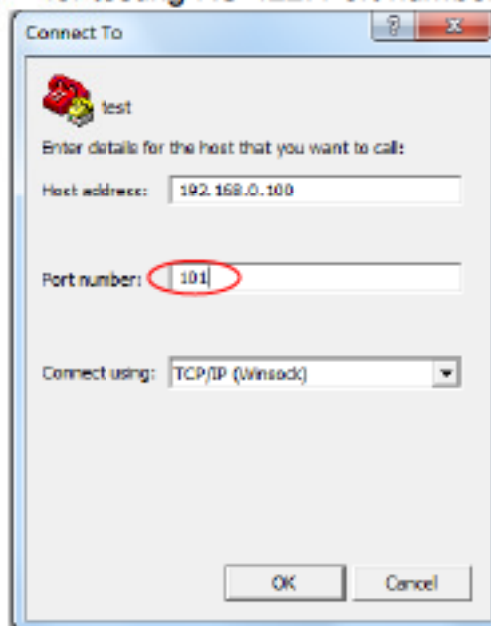 Connect To
test
Enter details for the host that you want to call:
Host address: 192.168.0.100
Port number: 101
Connect using: TCP/IP (Winsock)
OK Cancel